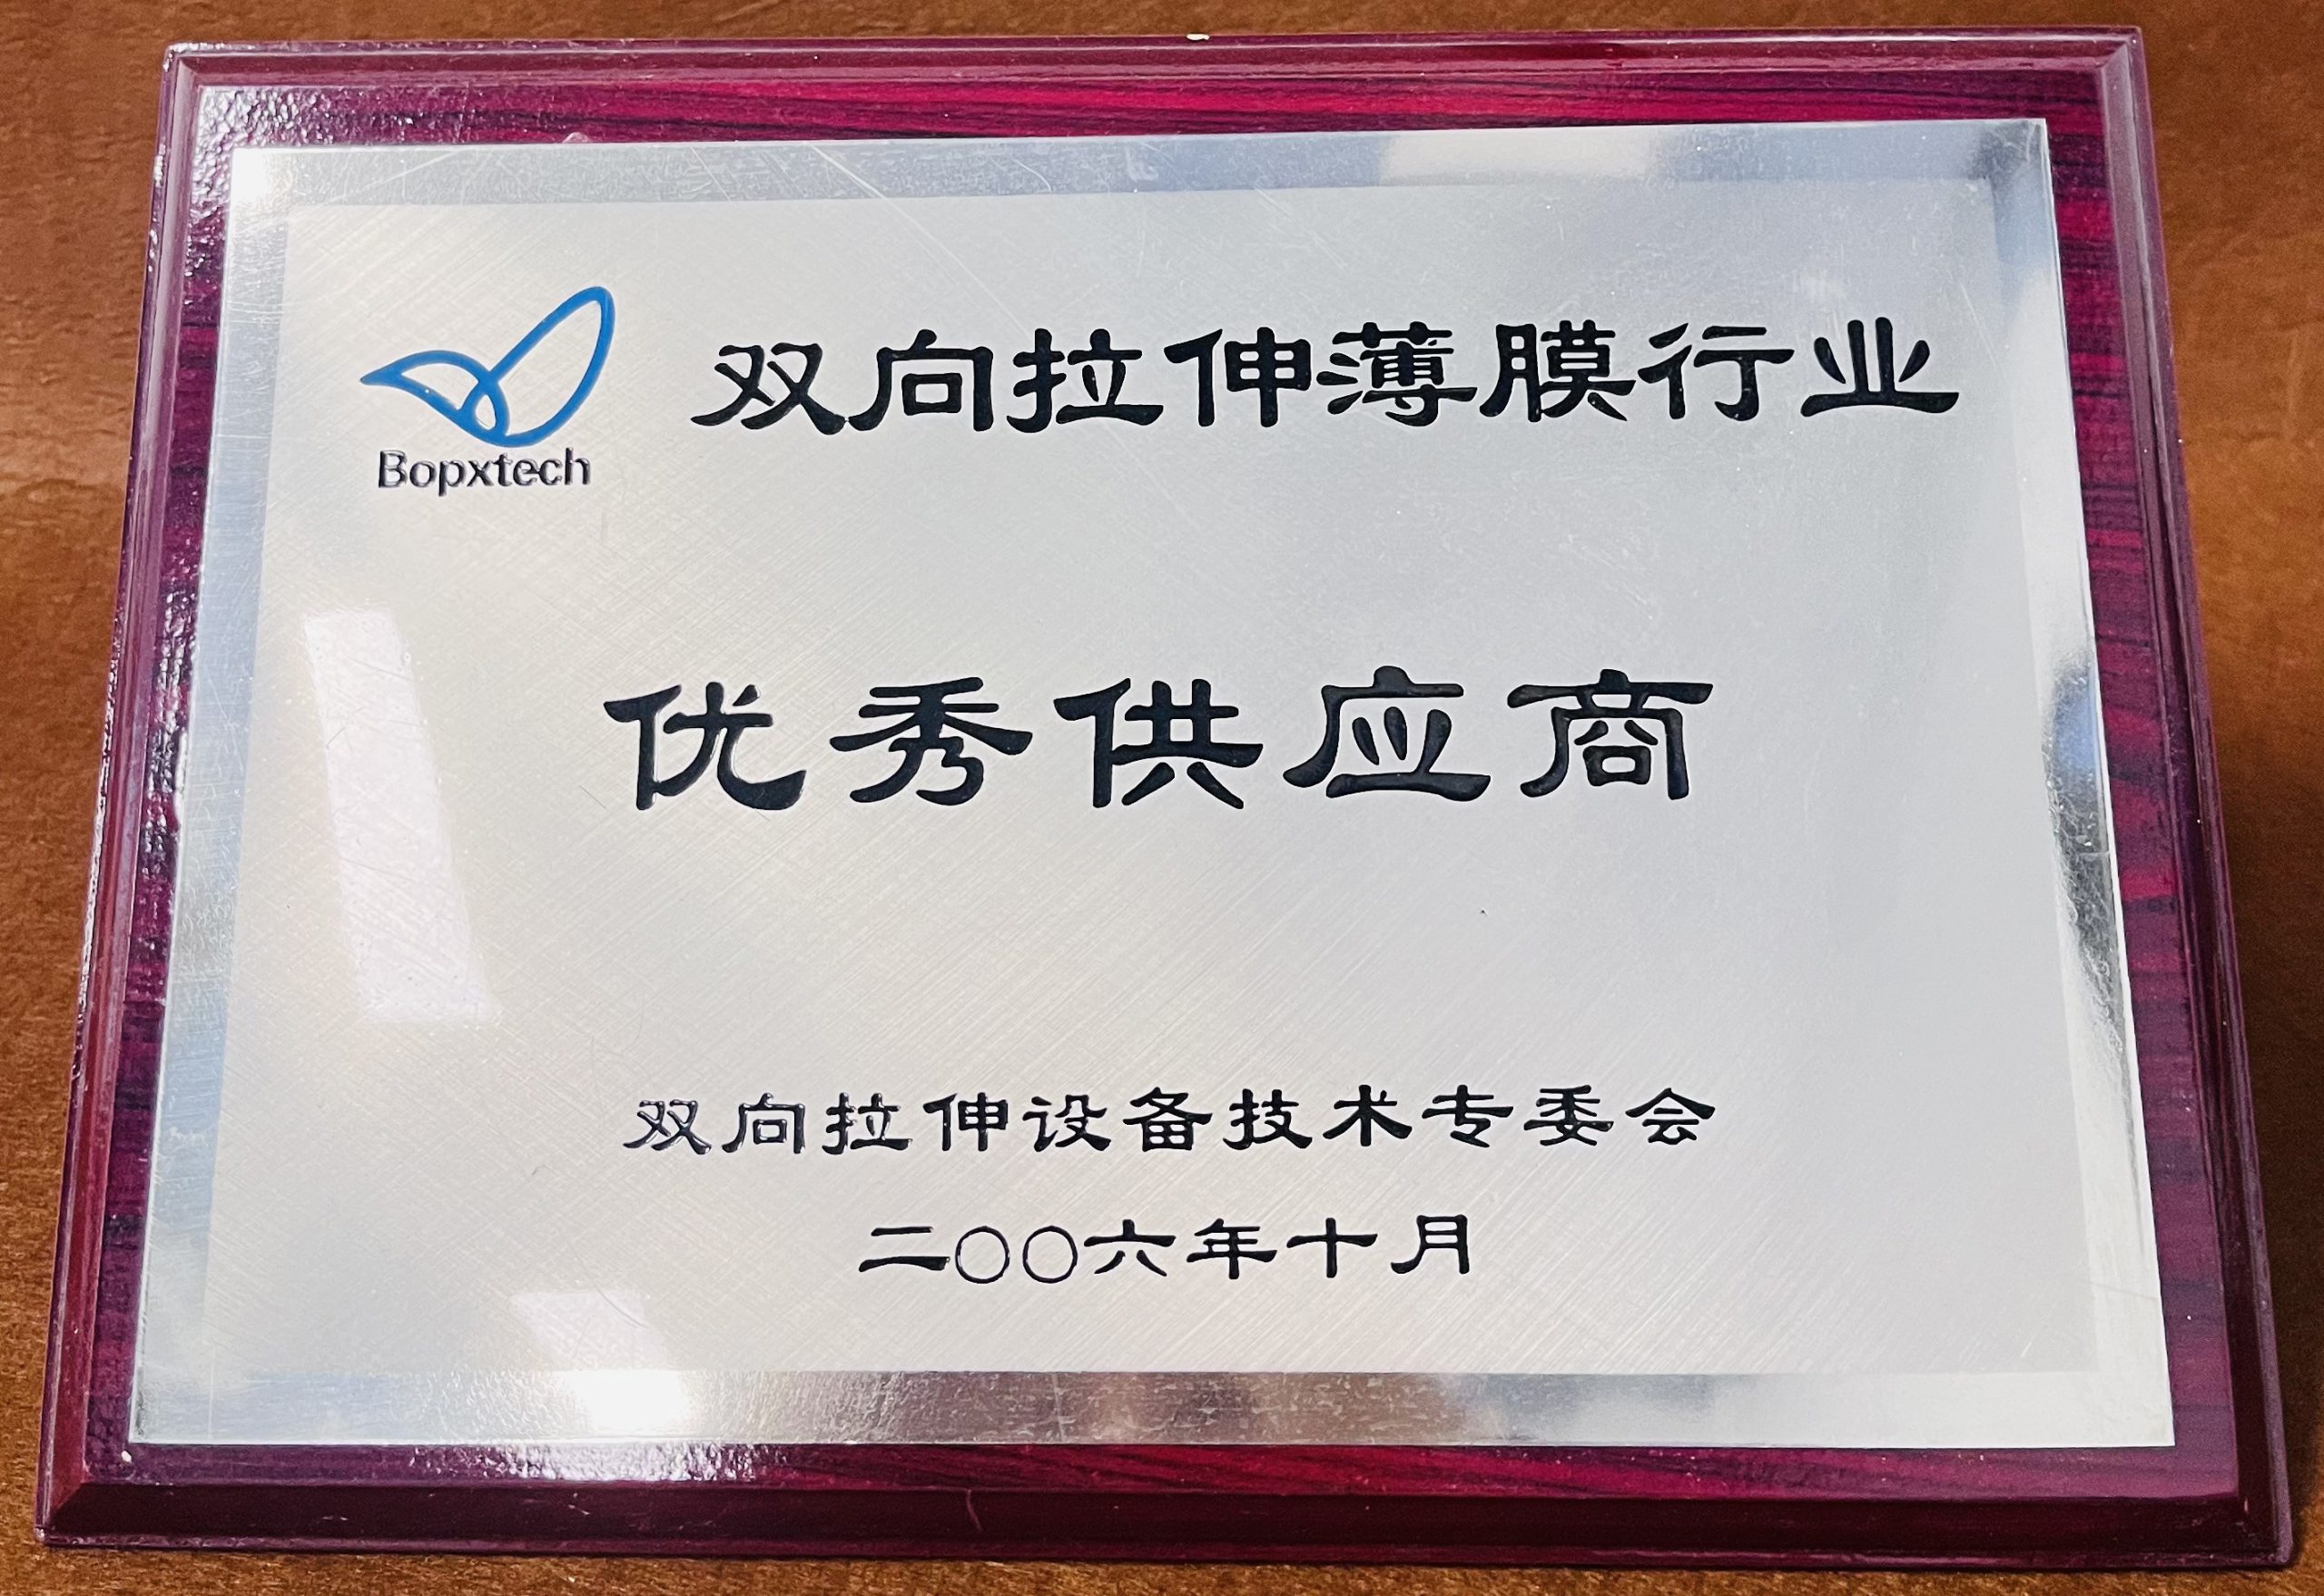 双向拉伸薄膜行业
Bopxtech
优秀供应商
双向拉伸设备技术专委会
二〇〇六年十月